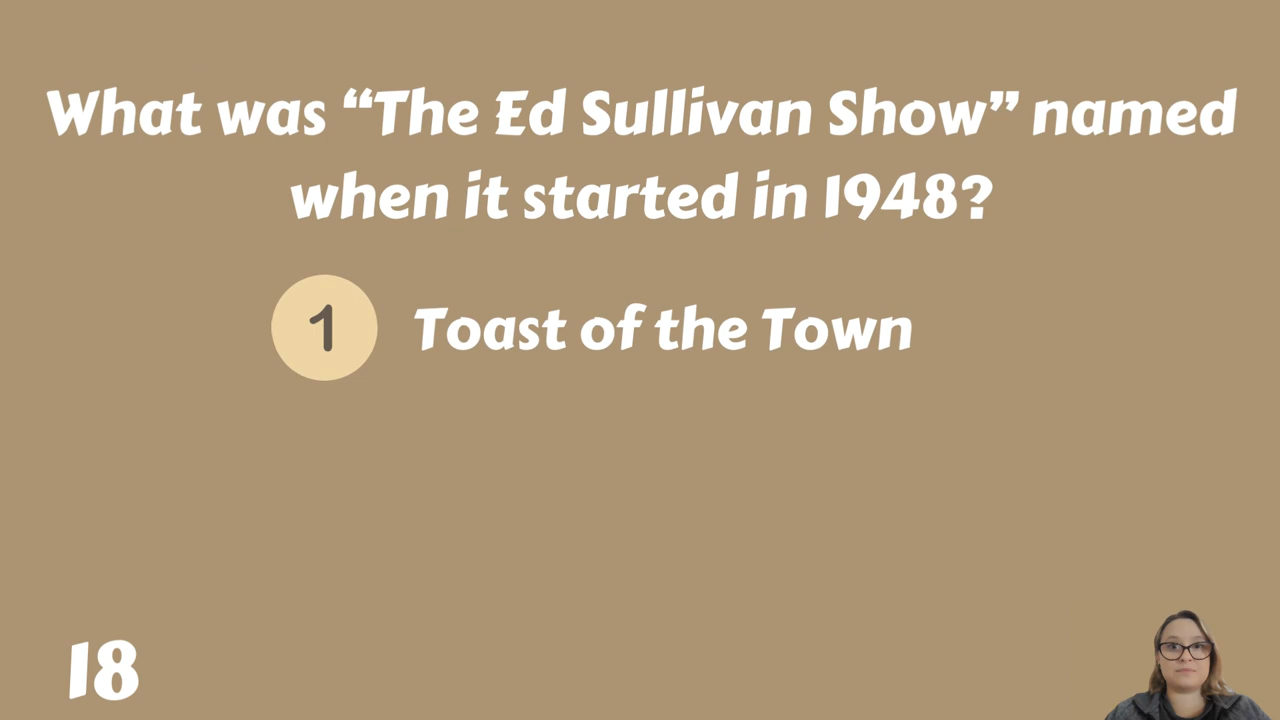 What was “The Ed Sullivan Show” named
when it started in 1948?
1 Toast of the Town
18